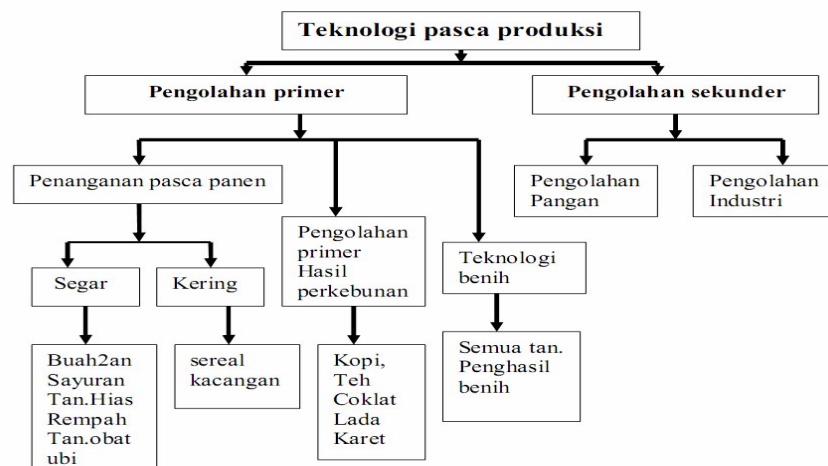 Teknologi pasca produksi
Pengolahan primer
Pengolahan sekunder
Penanganan pasca panen
Pengolahan
Pangan
Pengolahan
Industri
Pengolahan
primer
Hasil
perkebunan
Teknologi
benih
Segar
Kering
Buah2an
Sayuran
Tan.Hias
Rempah
Tan.obat
ubi
sereal
kacangan
Kopi,
Teh
Coklat
Lada
Karet
Semua tan.
Penghasil
benih